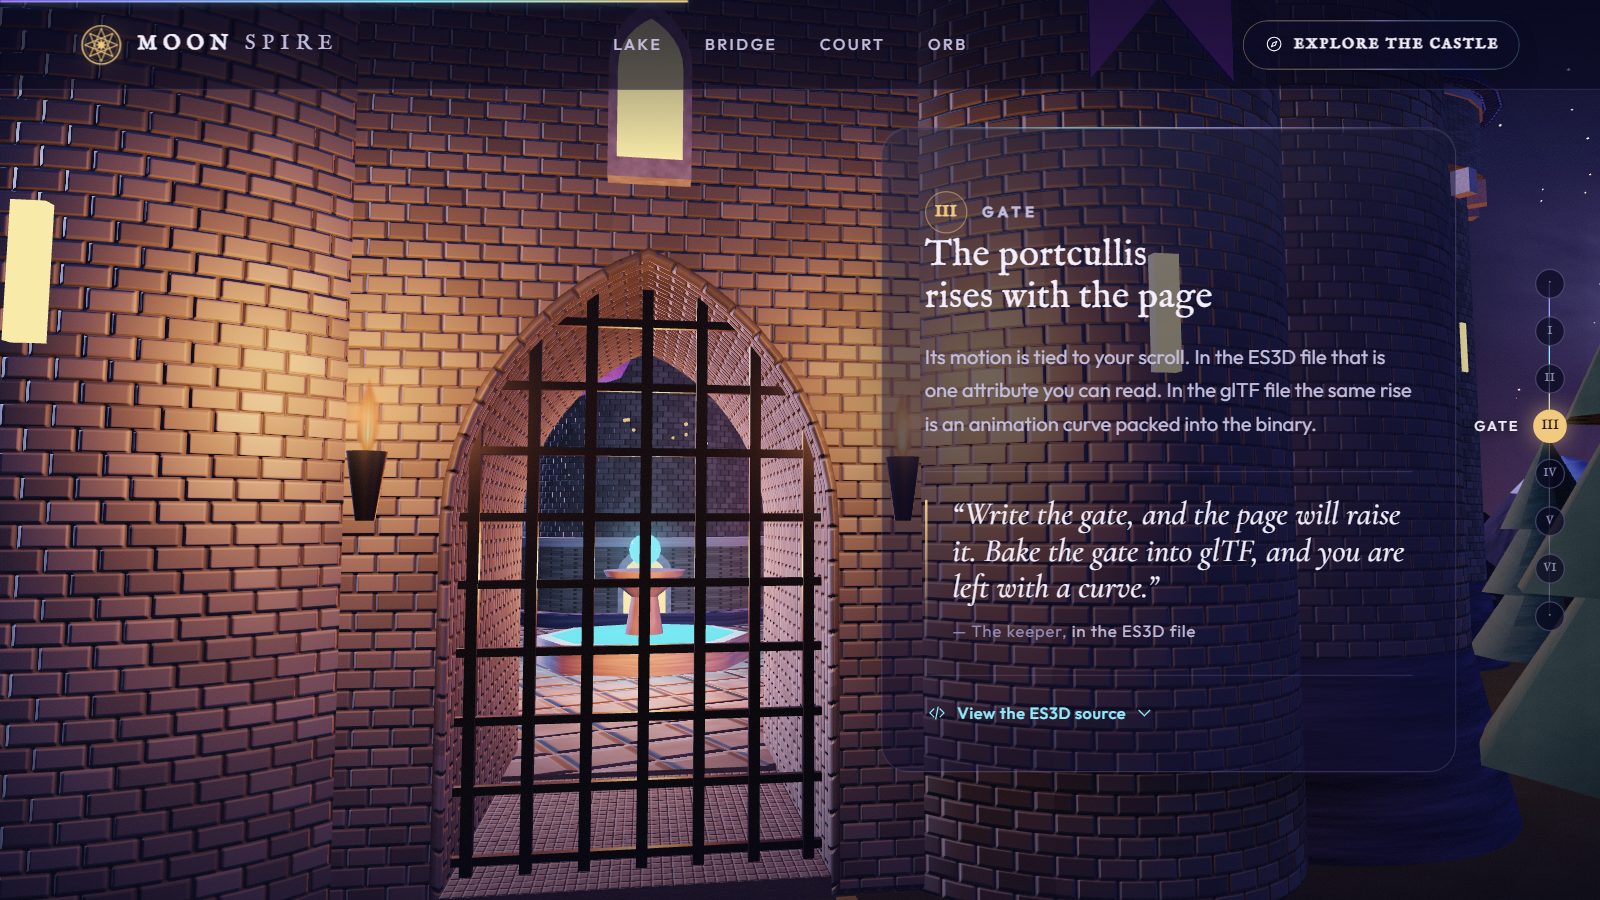 MOON SPIRE
LAKE
BRIDGE
COURT
ORB
EXPLORE THE CASTLE
III GATE
The portcullis
rises with the page
Its motion is tied to your scroll. In the ES3D file that is
one attribute you can read. In the glTF file the same rise
is an animation curve packed into the binary.
“Write the gate, and the page will raise
it. Bake the gate into glTF, and you are
left with a curve.”
— The keeper, in the ES3D file
</> View the ES3D source
I
II
GATE III
IV
V
VI